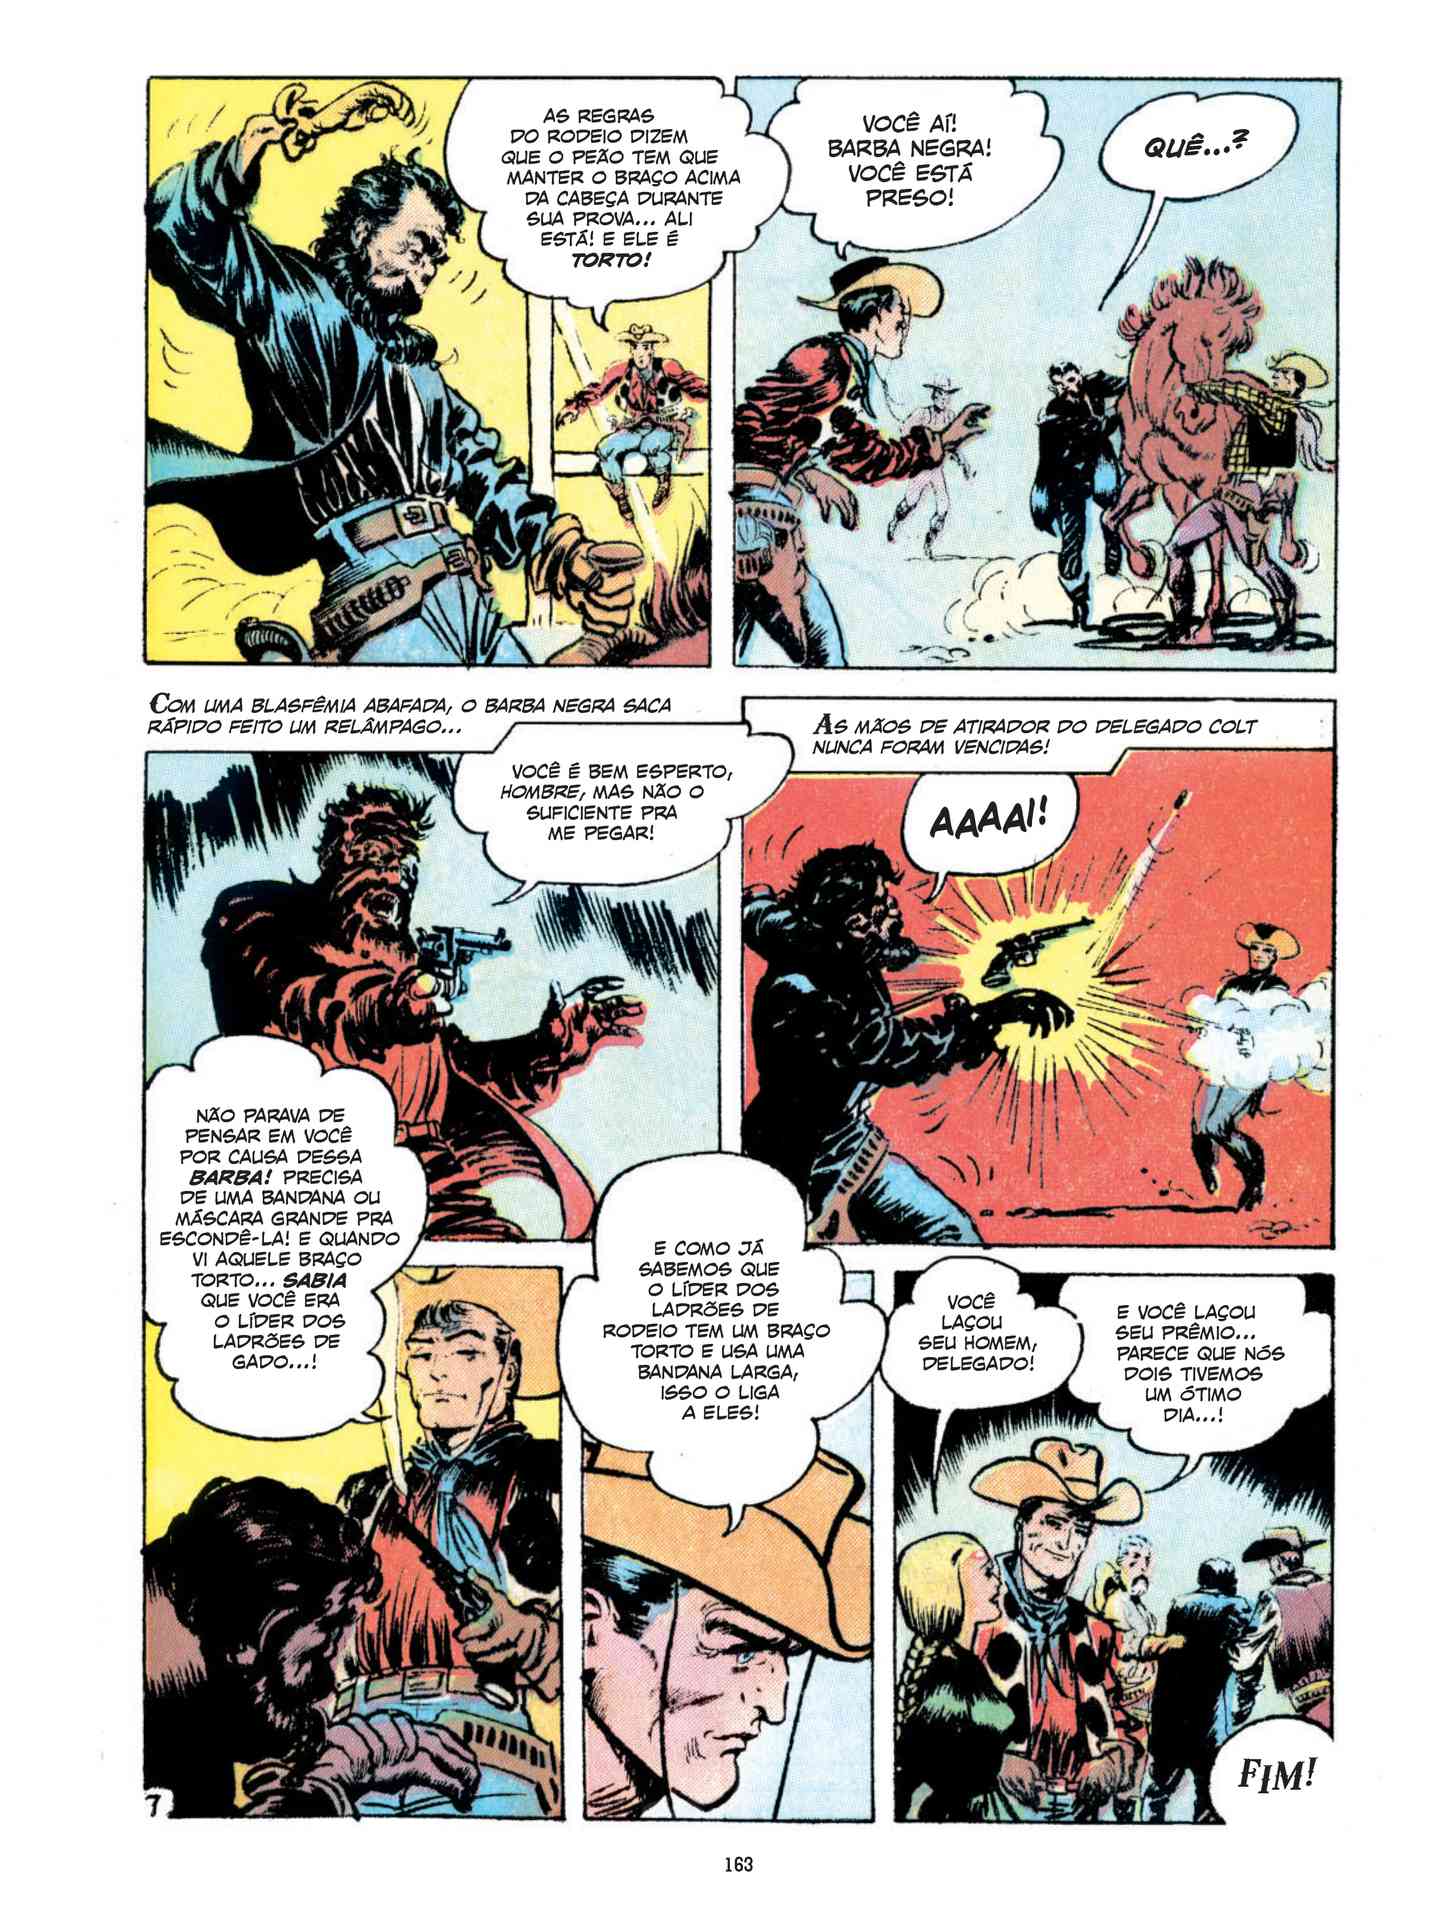 AS REGRAS
DO RODEIO DIZEM
QUE O PEÃO TEM QUE
MANTER O BRAÇO ACIMA
DA CABEÇA DURANTE
SUA PROVA... ALI
ESTÁ! E ELE É
TORTO!
VOCÊ AÍ!
BARBA NEGRA!
VOCÊ ESTÁ
PRESO!
QUÊ...?
COM UMA BLASFÊMIA ABAFADA, O BARBA NEGRA SACA
RÁPIDO FEITO UM RELÂMPAGO...
VOCÊ É BEM ESPERTO,
HOMBRE, MAS NÃO O
SUFICIENTE PRA
ME PEGAR!
AS MÃOS DE ATIRADOR DO DELEGADO COLT
NUNCA FORAM VENCIDAS!
AAAAI!
NÃO PARAVA DE
PENSAR EM VOCÊ
POR CAUSA DESSA
BARBA! PRECISA
DE UMA BANDANA OU
MÁSCARA GRANDE PRA
ESCONDÊ-LA! E QUANDO
VI AQUELE BRAÇO
TORTO... SABIA
QUE VOCÊ ERA
O LÍDER DOS
LADRÕES DE
GADO...!
E COMO JÁ
SABEMOS QUE
O LÍDER DOS
LADRÕES DE
RODEIO TEM UM BRAÇO
TORTO E USA UMA
BANDANA LARGA,
ISSO O LIGA
A ELES!
VOCÊ
LAÇOU
SEU HOMEM,
DELEGADO!
E VOCÊ LAÇOU
SEU PRÊMIO...
PARECE QUE NÓS
DOIS TIVEMOS
UM ÓTIMO
DIA...!
FIM!
7
163